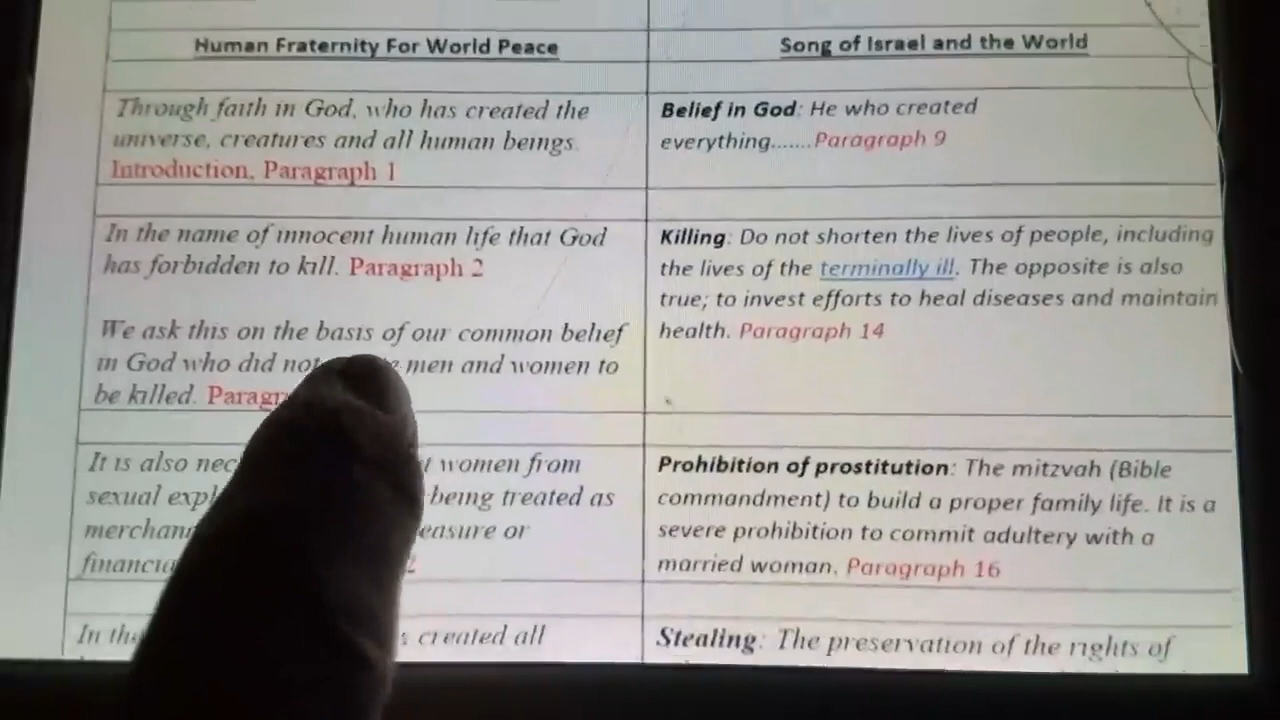 Human Fraternity For World Peace
Song of Israel and the World
Through faith in God, who has created the
universe, creatures and all human beings.
Introduction, Paragraph 1
Belief in God: He who created
everything.......Paragraph 9
In the name of innocent human life that God
has forbidden to kill. Paragraph 2
We ask this on the basis of our common belief
in God who did not men and women to
be killed.
Killing: Do not shorten the lives of people, including
the lives of the terminally ill. The opposite is also
true; to invest efforts to heal diseases and maintain
health. Paragraph 14
It is also women from
sexual being treated as
or
Prohibition of prostitution: The mitzvah (Bible
commandment) to build a proper family life. It is a
severe prohibition to commit adultery with a
married woman. Paragraph 16
In created all
Stealing: The preservation of the rights of